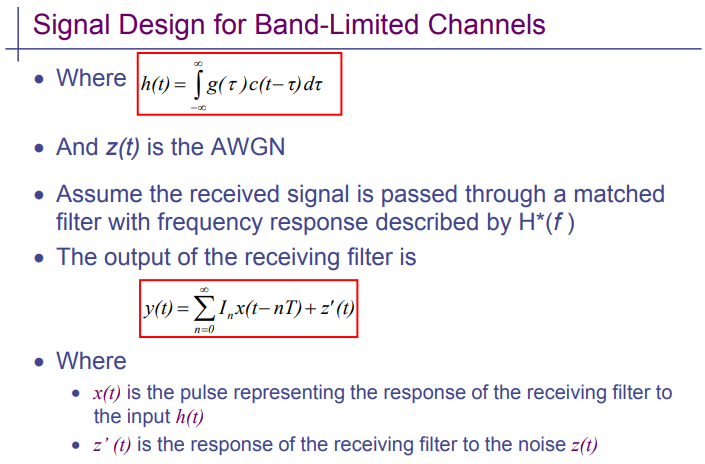 Signal Design for Band-Limited Channels
• Where h(t) = ∫_{-∞}^{∞} g(τ)c(t−τ)dτ
• And z(t) is the AWGN
• Assume the received signal is passed through a matched
filter with frequency response described by H*(f )
• The output of the receiving filter is
y(t) = ∑_{n=0}^{∞} I_n x(t−nT) + z'(t)
• Where
• x(t) is the pulse representing the response of the receiving filter to
the input h(t)
• z’ (t) is the response of the receiving filter to the noise z(t)